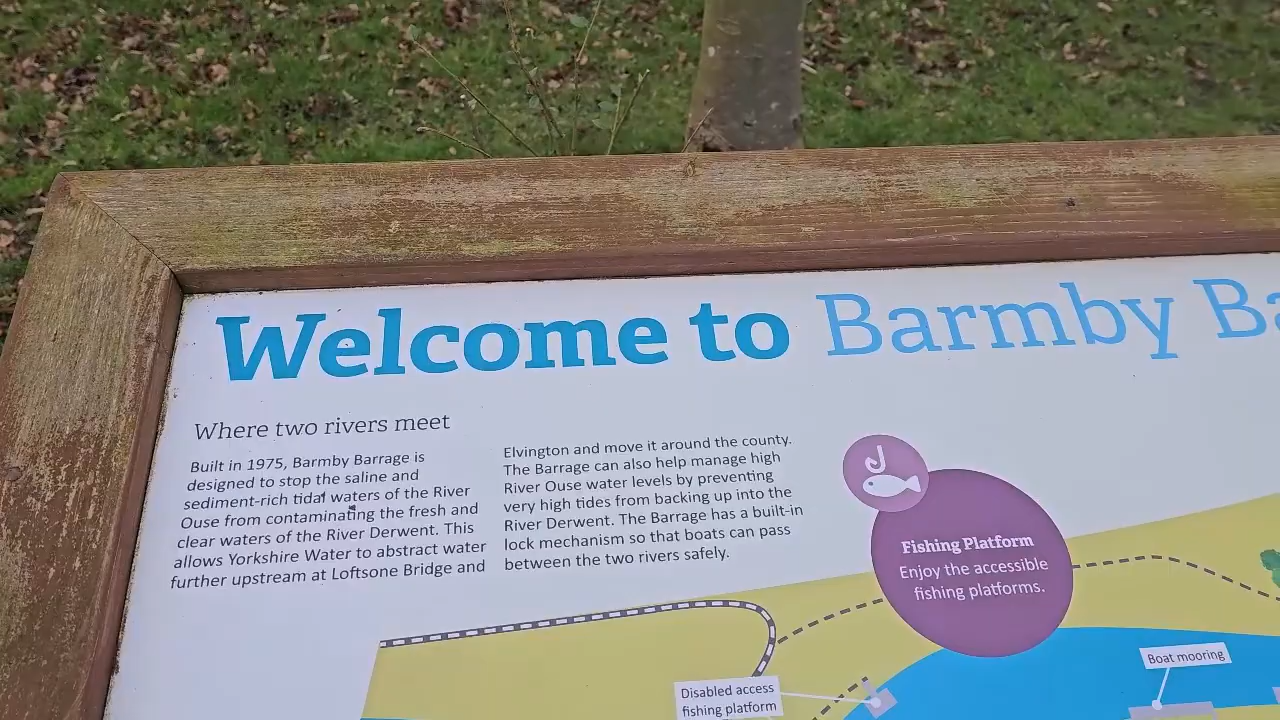 Welcome to Barmby Ba
Where two rivers meet
Built in 1975, Barmby Barrage is
designed to stop the saline and
sediment-rich tidal waters of the River
Ouse from contaminating the fresh and
clear waters of the River Derwent. This
allows Yorkshire Water to abstract water
further upstream at Loftsone Bridge and
Elvington and move it around the county.
The Barrage can also help manage high
River Ouse water levels by preventing
very high tides from backing up into the
River Derwent. The Barrage has a built-in
lock mechanism so that boats can pass
between the two rivers safely.
Fishing Platform
Enjoy the accessible
fishing platforms.
Boat mooring
Disabled access
fishing platform